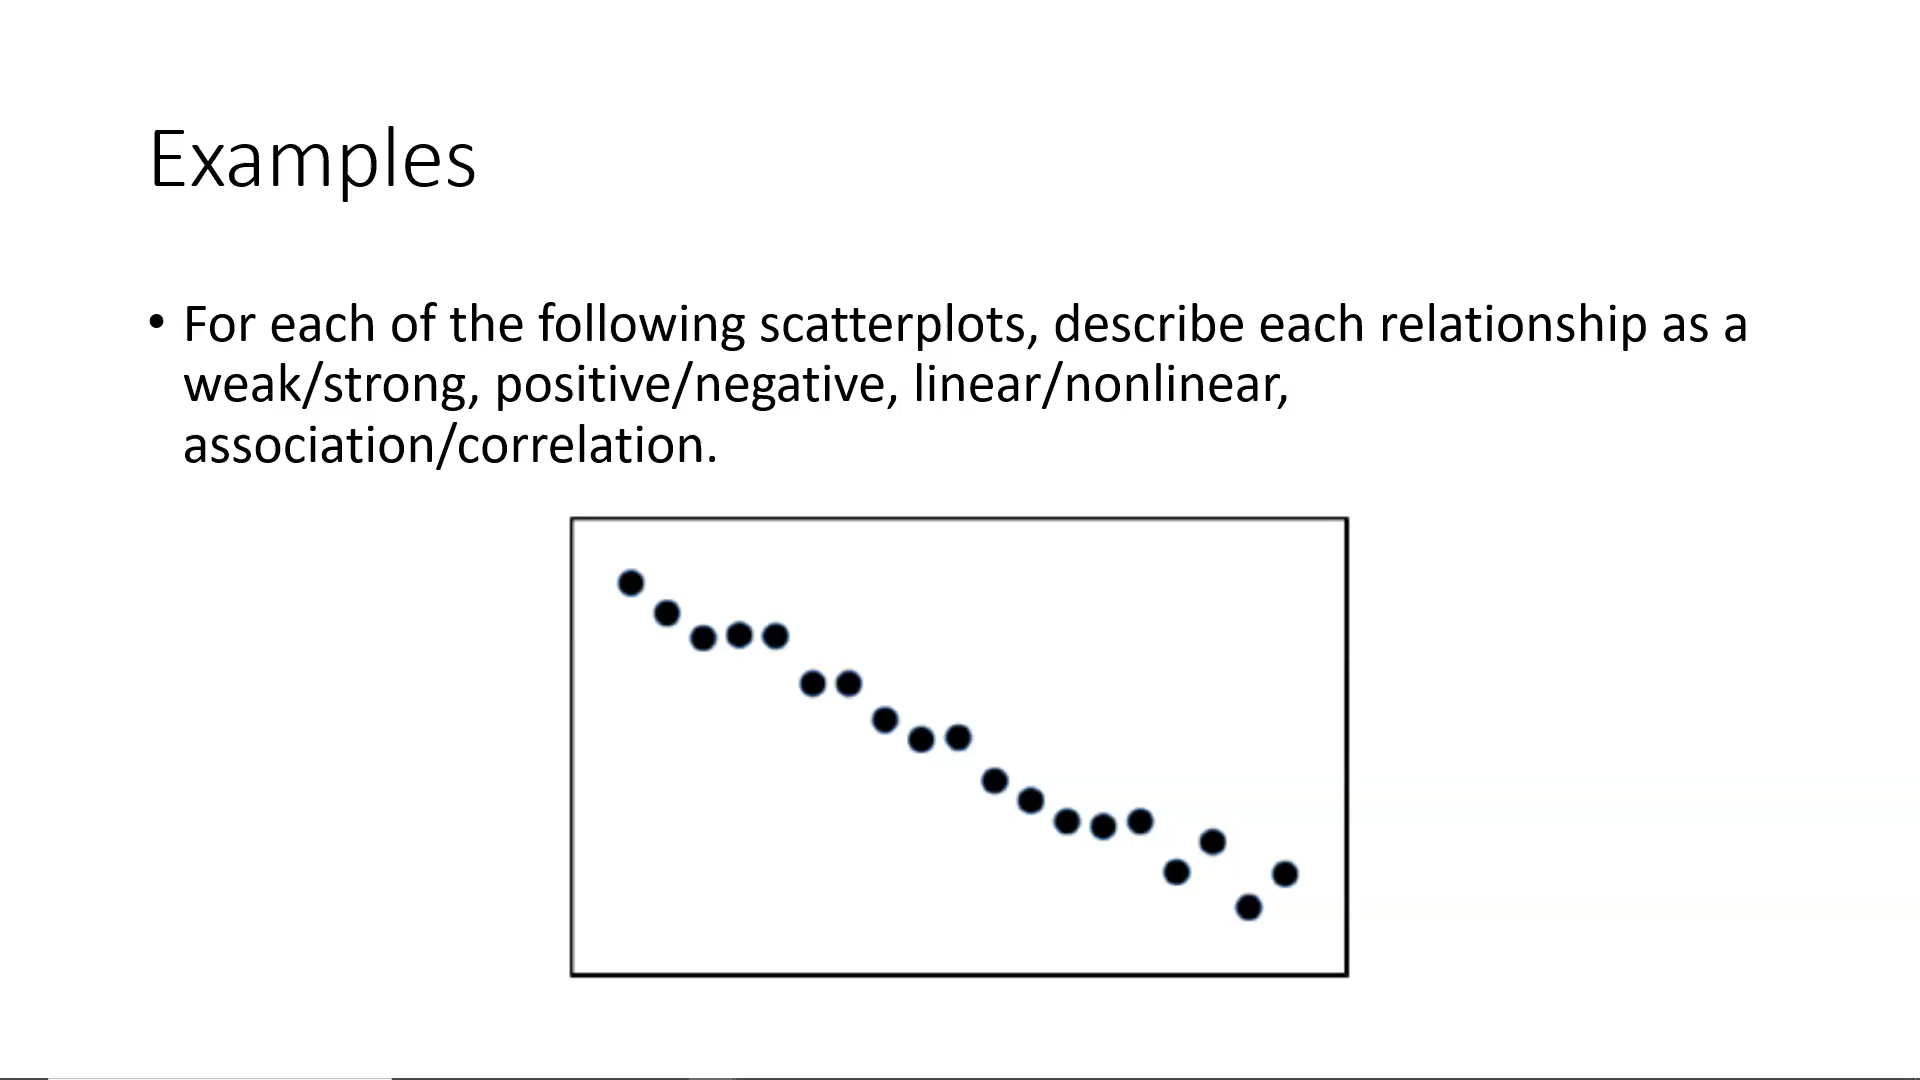 Examples
• For each of the following scatterplots, describe each relationship as a
weak/strong, positive/negative, linear/nonlinear,
association/correlation.